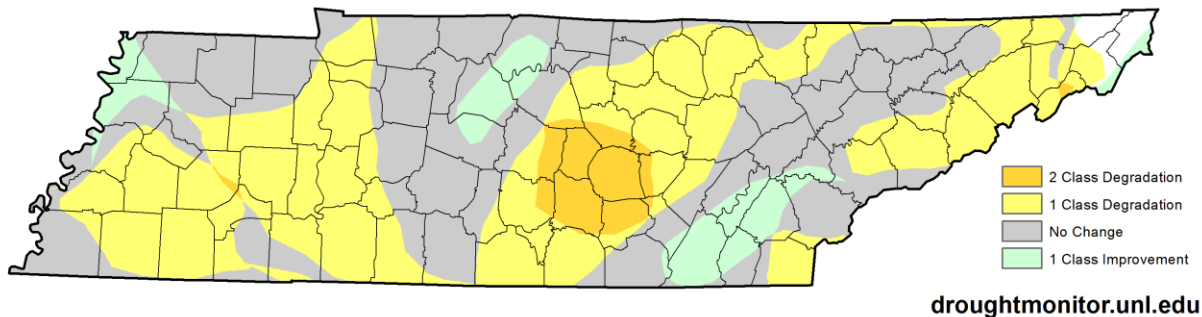 2 Class Degradation
1 Class Degradation
No Change
1 Class Improvement
droughtmonitor.unl.edu